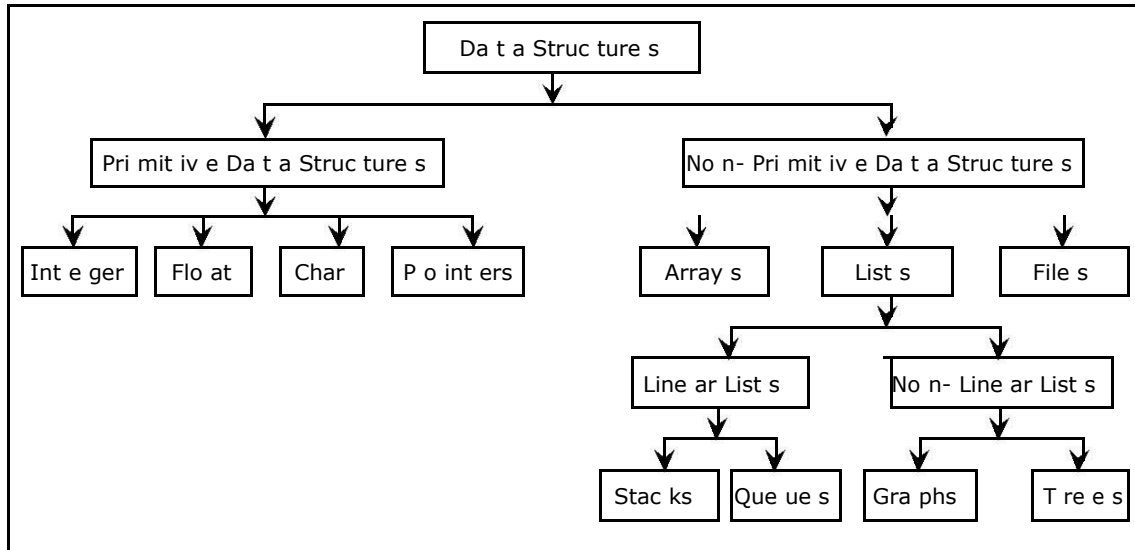 Da t a Struc ture s
Pri mit iv e Da t a Struc ture s
No n- Pri mit iv e Da t a Struc ture s
Int e ger
Flo at
Char
P o int ers
Array s
List s
File s
Line ar List s
No n- Line ar List s
Stac ks
Que ue s
Gra phs
T re e s